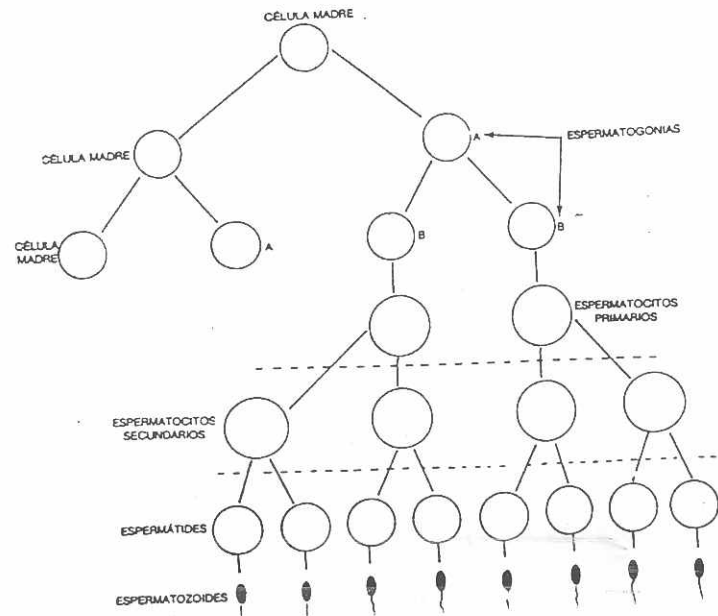 CÉLULA MADRE
A
ESPERMATOGONIAS
CÉLULA MADRE
CÉLULA
MADRE
A
B
B
ESPERMATOCITOS
PRIMARIOS
ESPERMATOCITOS
SECUNDARIOS
ESPERMÁTIDES
ESPERMATOZOIDES